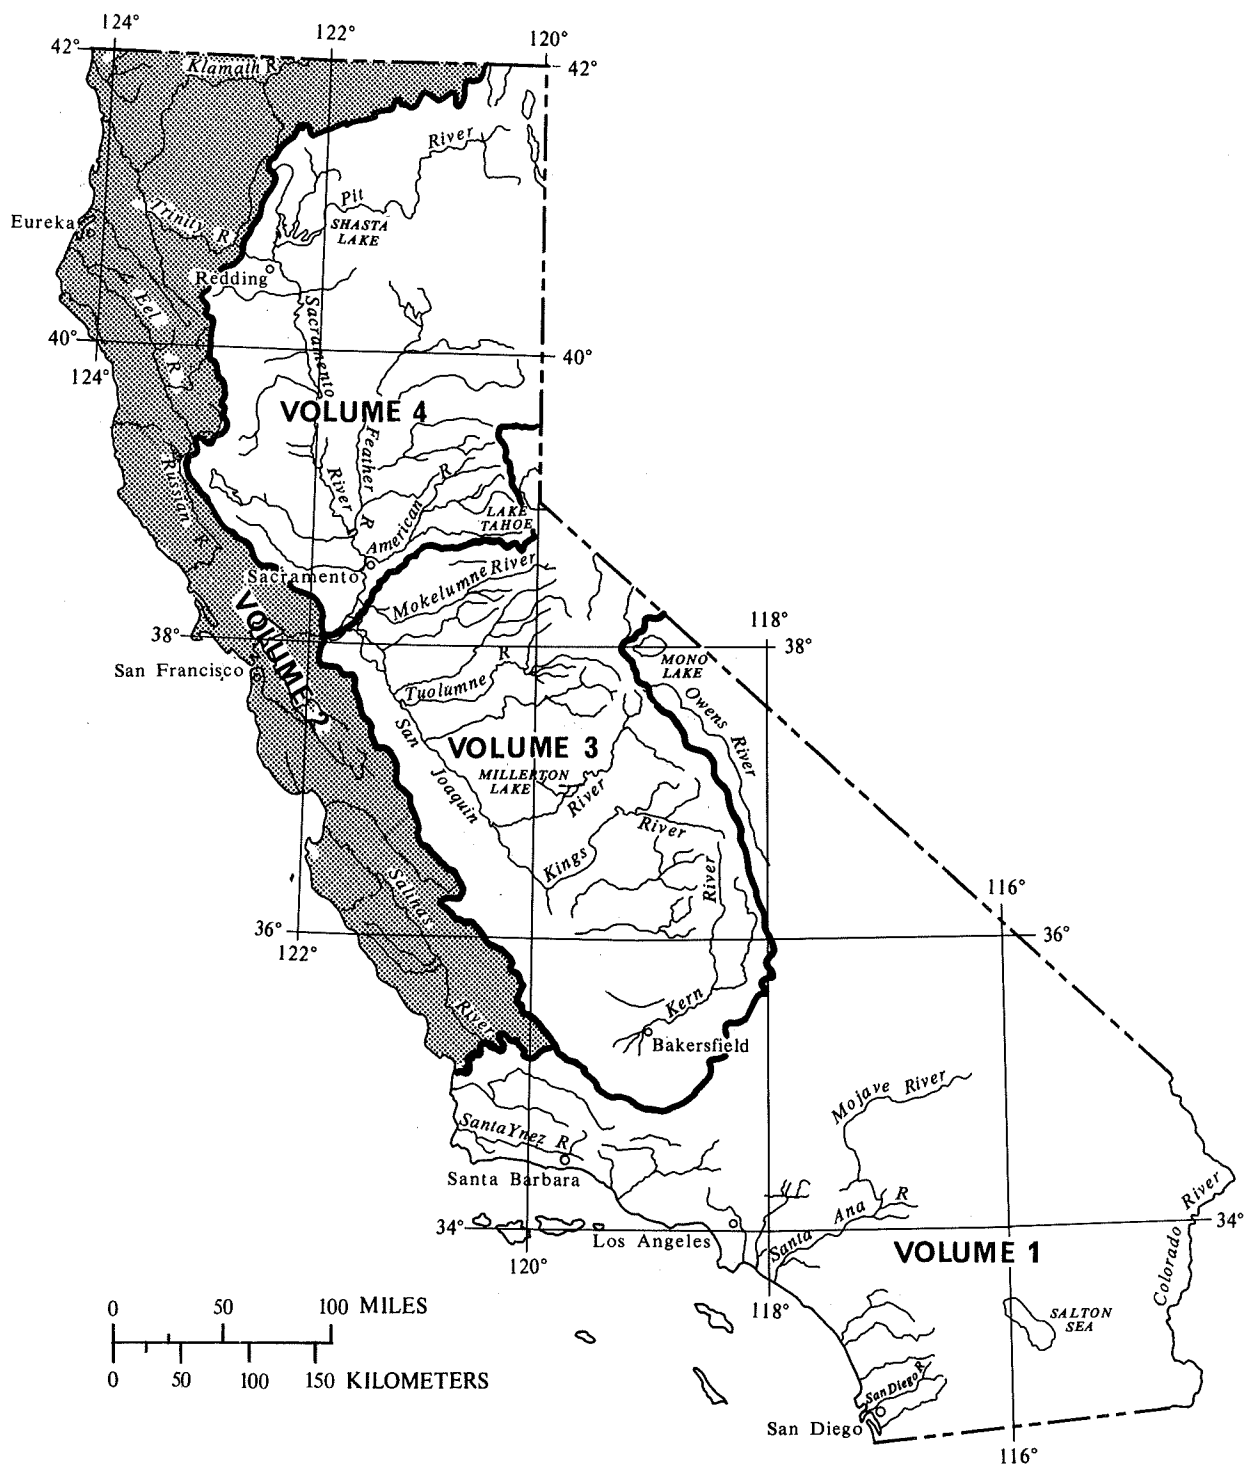 124°
122°
120°
42°
42°
Klamath R
River
Pit
SHASTA
LAKE
Trinity R
Eureka
Redding
Eel
R
Sacramento
River
40°
40°
124°
VOLUME 4
Feather
R
Russian
R
American
R
LAKE
TAHOE
Sacramento
Mokelumne River
VOLUME 2
118°
38°
38°
San Francisco
MONO
LAKE
Tuolumne
R
Owens River
San
Joaquin
VOLUME 3
MILLERTON
LAKE
River
River
Kings
River
Salinas
River
116°
36°
36°
122°
Kern
Bakersfield
Mojave River
Santa Ynez R
Santa Barbara
Santa
Ana
R
Colorado
River
34°
34°
Los Angeles
VOLUME 1
120°
118°
SALTON
SEA
0 50 100 MILES
0 50 100 150 KILOMETERS
San Diego R
San Diego
116°